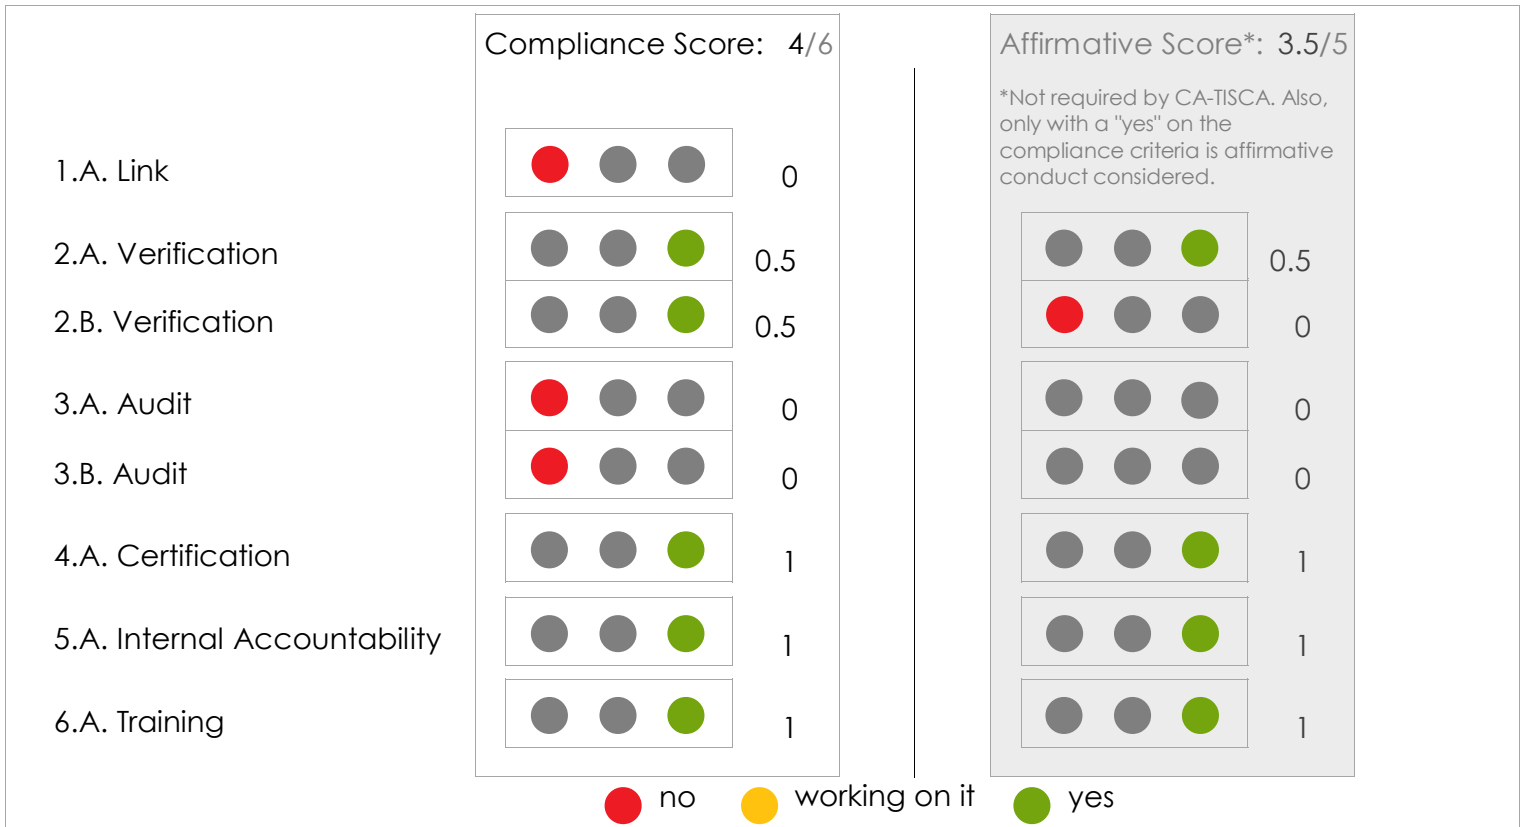 Compliance Score: 4/6
Affirmative Score*: 3.5/5
*Not required by CA-TISCA. Also,
only with a "yes" on the
compliance criteria is affirmative
conduct considered.
1.A. Link 0
2.A. Verification 0.5 0.5
2.B. Verification 0.5 0
3.A. Audit 0 0
3.B. Audit 0 0
4.A. Certification 1 1
5.A. Internal Accountability 1 1
6.A. Training 1 1
no working on it yes